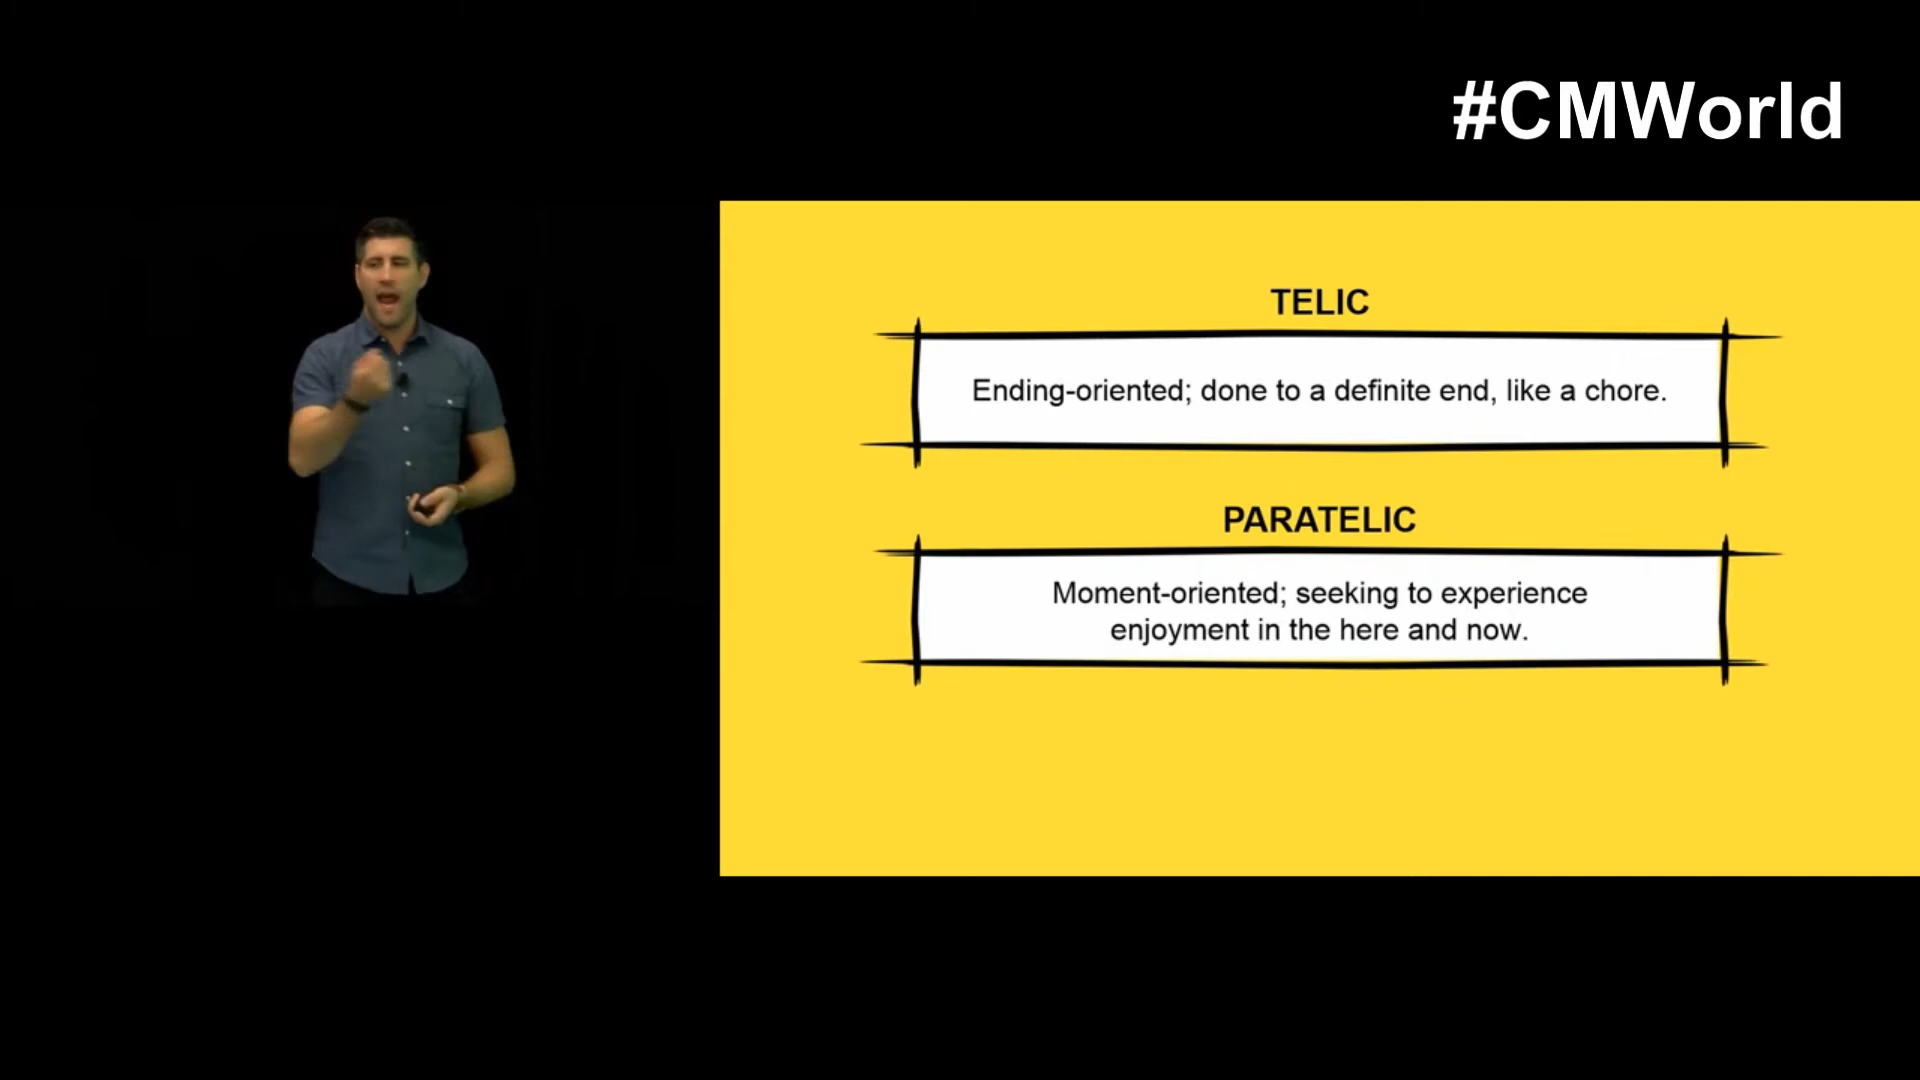 #CMWorld
TELIC
Ending-oriented; done to a definite end, like a chore.
PARATELIC
Moment-oriented; seeking to experience
enjoyment in the here and now.